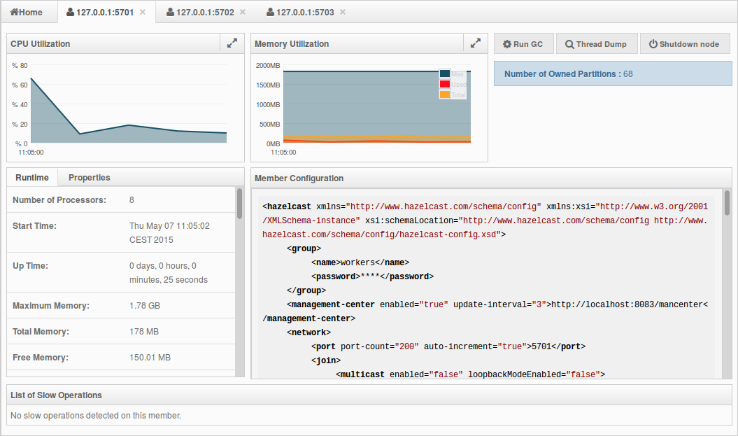 Home
127.0.0.1:5701
127.0.0.1:5702
127.0.0.1:5703
CPU Utilization
% 80
% 60
% 40
% 20
% 0
11:05:00
Memory Utilization
2000MB
1500MB
1000MB
500MB
0MB
11:05:00
Max
Used
Total
Run GC
Thread Dump
Shutdown node
Number of Owned Partitions : 68
Runtime
Properties
Number of Processors: 8
Start Time: Thu May 07 11:05:02
CEST 2015
Up Time: 0 days, 0 hours, 0
minutes, 25 seconds
Maximum Memory: 1.78 GB
Total Memory: 178 MB
Free Memory: 150.01 MB
Member Configuration
<hazelcast xmlns="http://www.hazelcast.com/schema/config" xmlns:xsi="http://www.w3.org/2001
/XMLSchema-instance" xsi:schemaLocation="http://www.hazelcast.com/schema/config http://www.
hazelcast.com/schema/config/hazelcast-config.xsd">
<group>
<name>workers</name>
<password>****</password>
</group>
<management-center enabled="true" update-interval="3">http://localhost:8083/mancenter<
/management-center>
<network>
<port port-count="200" auto-increment="true">5701</port>
<join>
<multicast enabled="false" loopbackModeEnabled="false">
List of Slow Operations
No slow operations detected on this member.